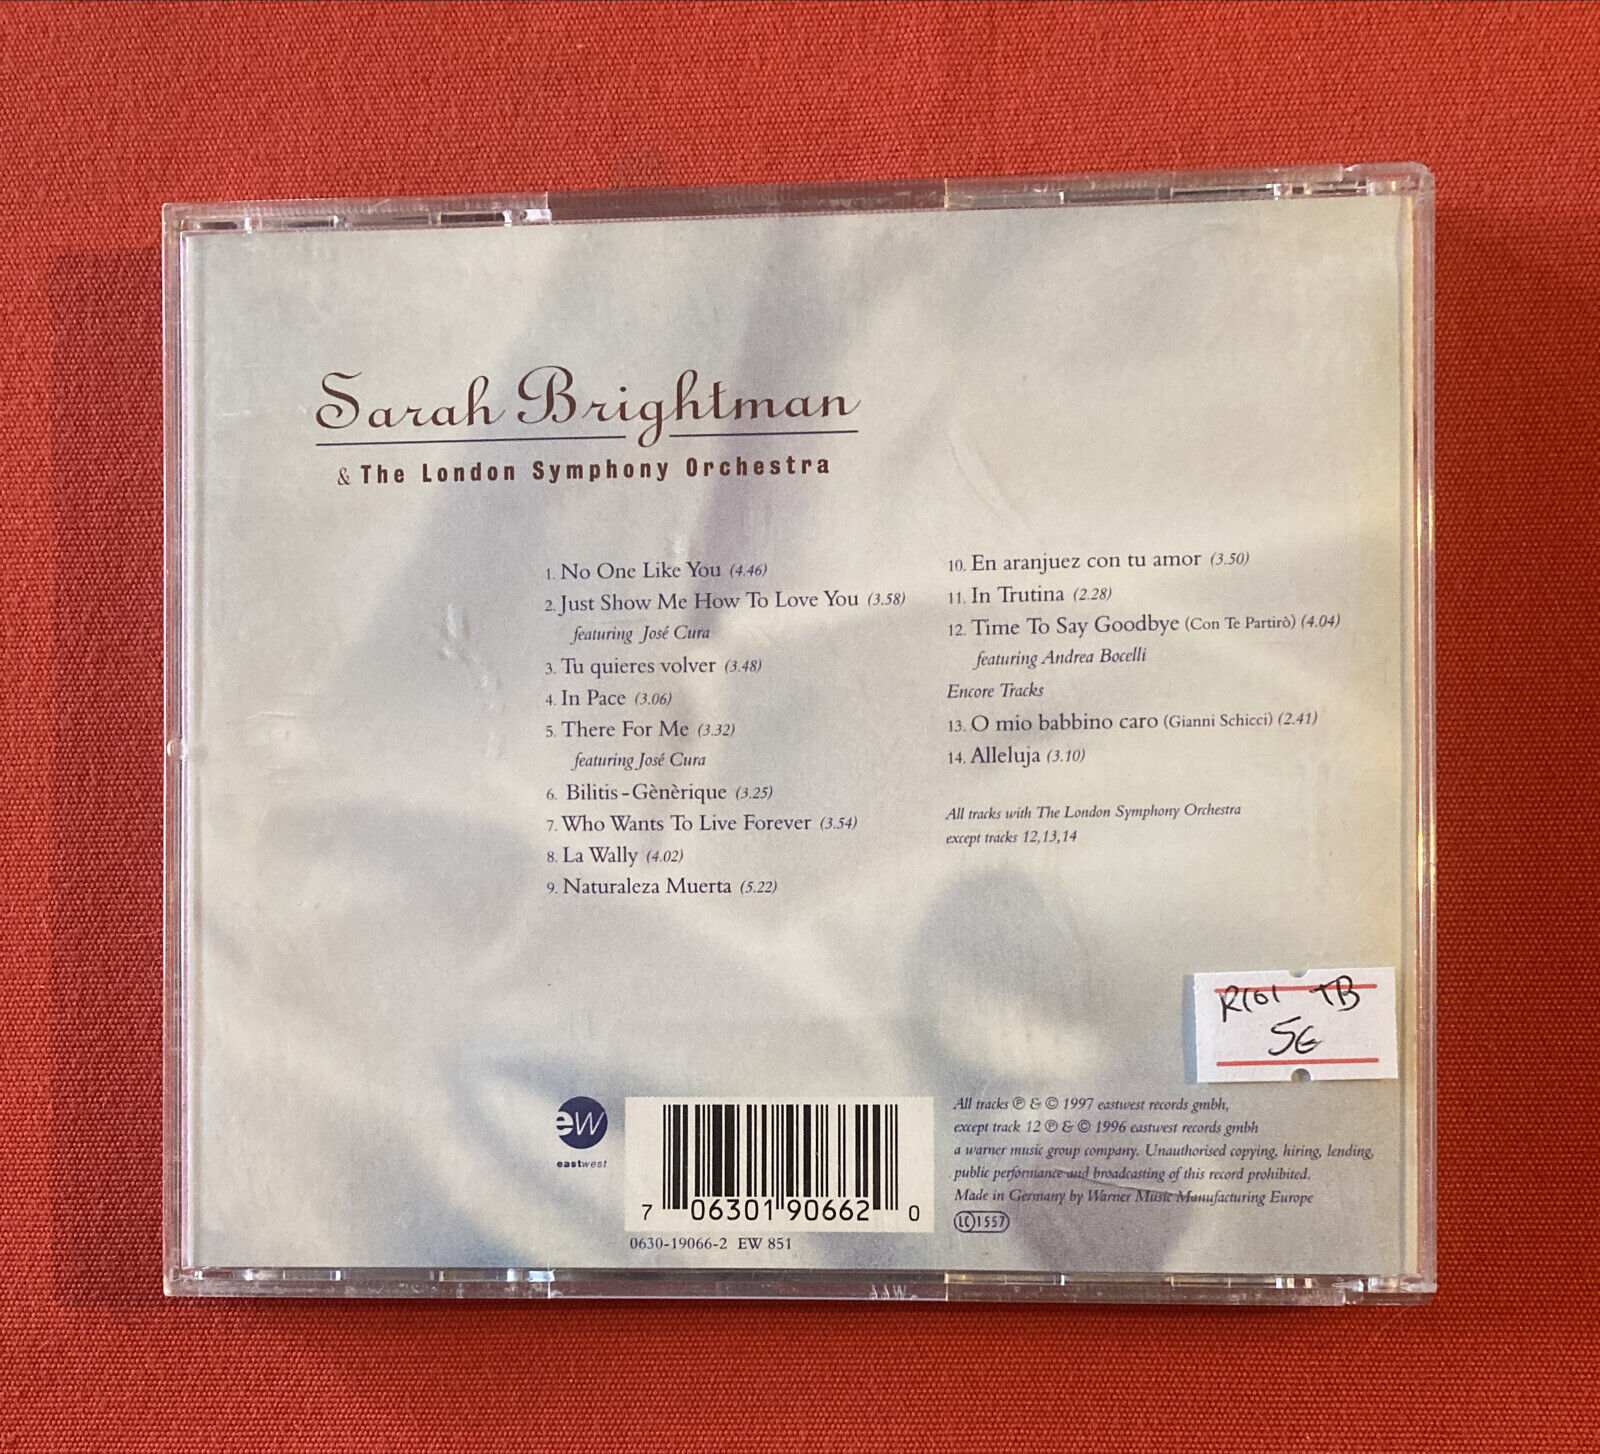 Sarah Brightman
& The London Symphony Orchestra
1. No One Like You (4.46)
2. Just Show Me How To Love You (3.58)
featuring José Cura
3. Tu quieres volver (3.48)
4. In Pace (3.06)
5. There For Me (3.32)
featuring José Cura
6. Bilitis - Gènèrique (3.25)
7. Who Wants To Live Forever (3.54)
8. La Wally (4.02)
9. Naturaleza Muerta (5.22)
10. En aranjuez con tu amor (3.50)
11. In Trutina (2.28)
12. Time To Say Goodbye (Con Te Partirò) (4.04)
featuring Andrea Bocelli
Encore Tracks
13. O mio babbino caro (Gianni Schicci) (2.41)
14. Alleluja (3.10)
All tracks with The London Symphony Orchestra
except tracks 12,13,14
TB
ew
eastwest
7 06301 90662 0
0630-19066-2 EW 851
All tracks ℗ & © 1997 eastwest records gmbh,
except track 12 ℗ & © 1996 eastwest records gmbh
a warner music group company. Unauthorised copying, hiring, lending,
public performance and broadcasting of this record prohibited.
Made in Germany by Warner Music Manufacturing Europe
LC 1557